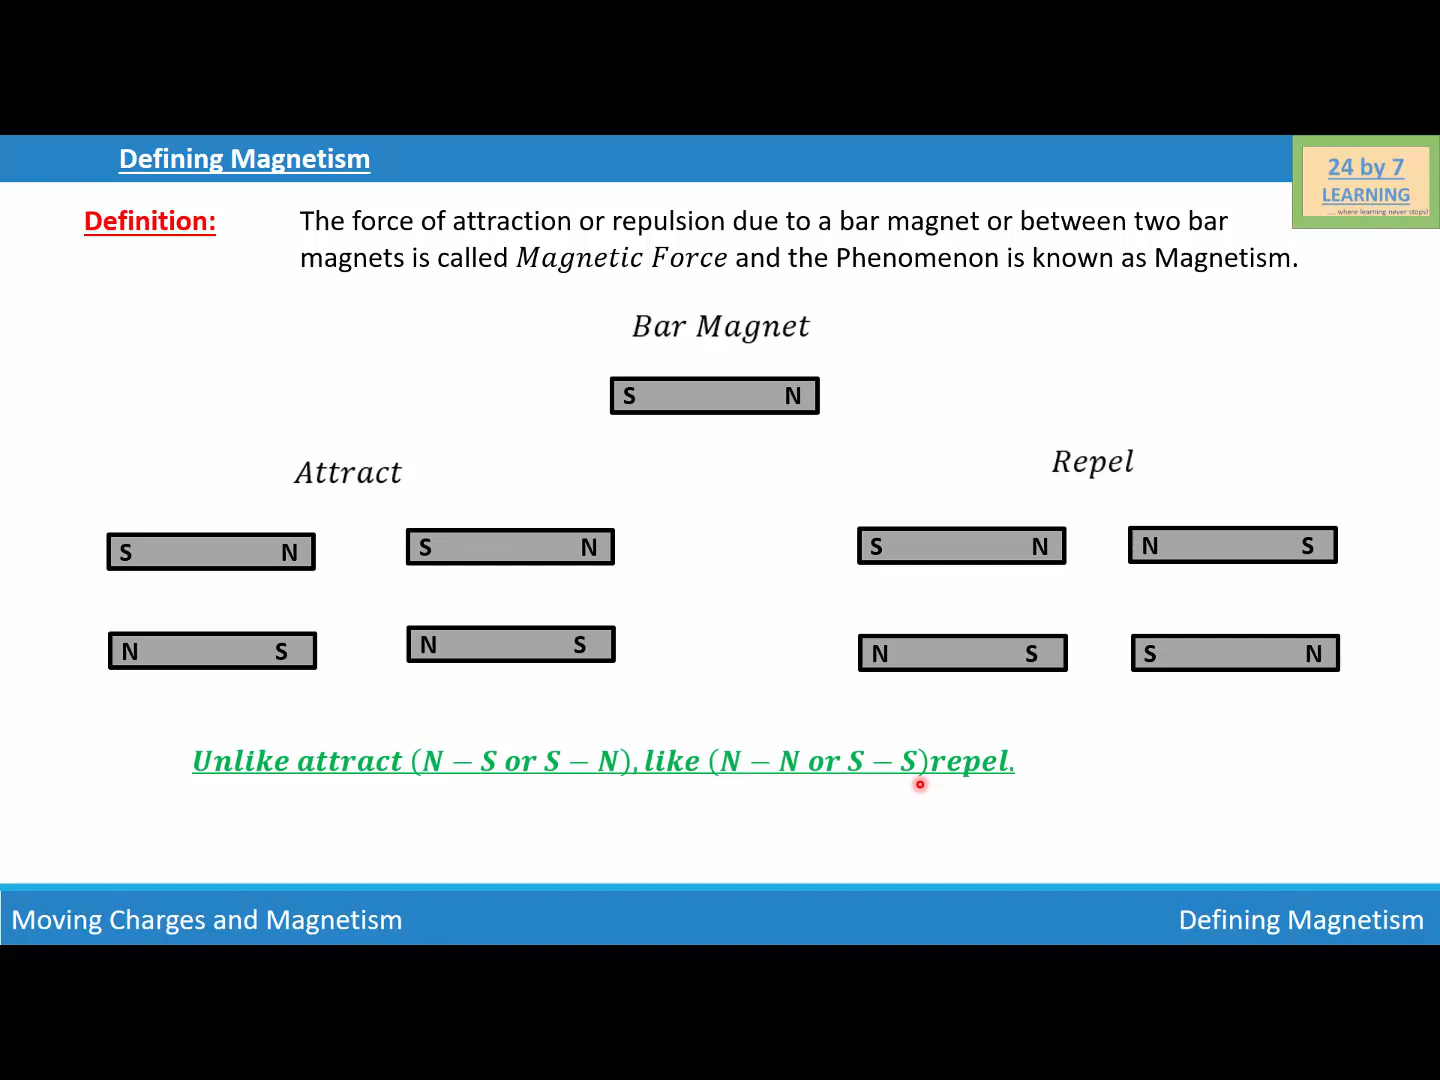 Defining Magnetism
24 by 7
LEARNING
..... where learning never stops!
Definition: The force of attraction or repulsion due to a bar magnet or between two bar
magnets is called Magnetic Force and the Phenomenon is known as Magnetism.
Bar Magnet
S N
Attract
Repel
S N S N
S N N S
N S N S
N S S N
Unlike attract (N − S or S − N), like (N − N or S − S)repel.
Moving Charges and Magnetism
Defining Magnetism